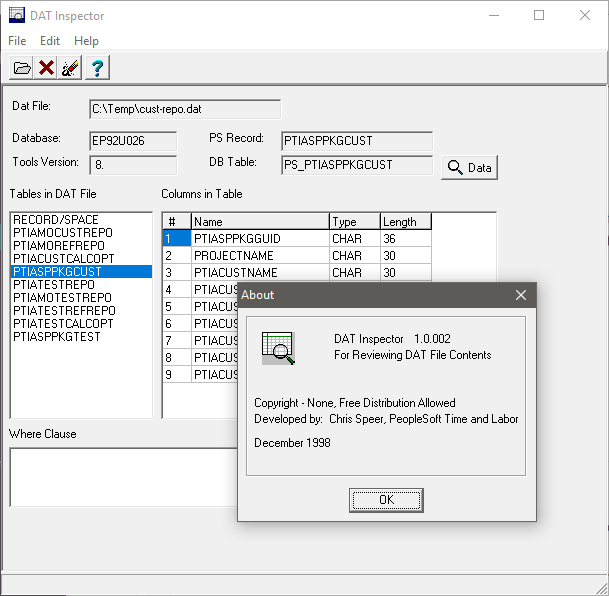 DAT Inspector
File Edit Help
Dat File: C:\Temp\cust-repo.dat
Database: EP92U026 PS Record: PTIASPPKGCUST
Tools Version: 8. DB Table: PS_PTIASPPKGCUST Data
Tables in DAT File Columns in Table
RECORD/SPACE
PTIAMOCUSTREPO
PTIAMOREFREPO
PTIACUSTCALCOPT
PTIASPPKGCUST
PTIATESTREPO
PTIAMOTESTREPO
PTIATESTREFREPO
PTIATESTCALCOPT
PTIASPPKGTEST
# Name Type Length
1 PTIASPPKGGUID CHAR 36
2 PROJECTNAME CHAR 30
3 PTIACUSTNAME CHAR 30
4 PTIACUS
5 PTIACUS
6 PTIACUS
7 PTIACUS
8 PTIACUS
9 PTIACUS
Where Clause
About
DAT Inspector 1.0.002
For Reviewing DAT File Contents
Copyright - None, Free Distribution Allowed
Developed by: Chris Speer, PeopleSoft Time and Labor
December 1998
OK